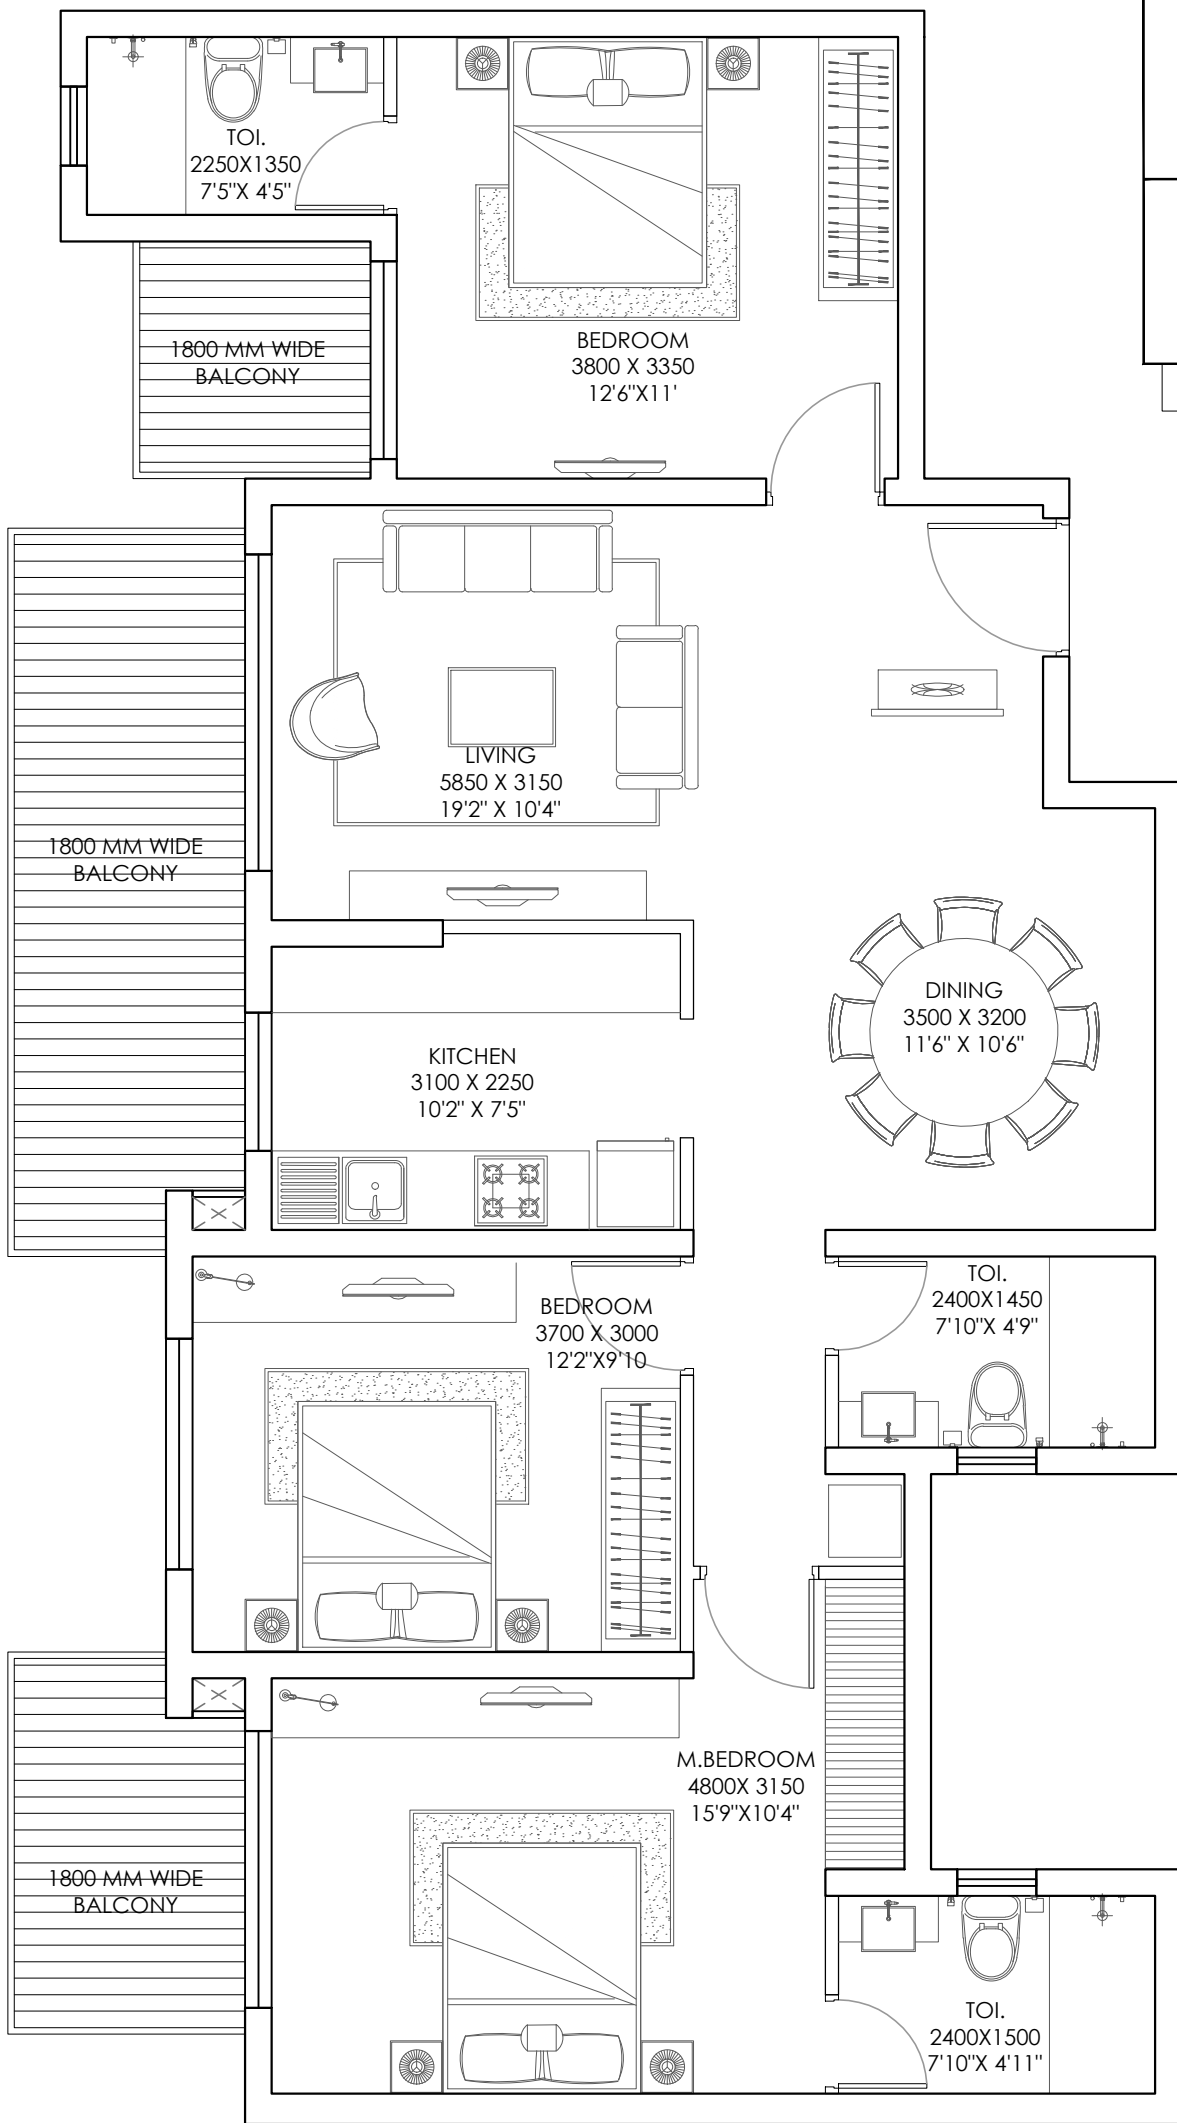 TOI.
2250X1350
7'5"X 4'5"
1800 MM WIDE
BALCONY
BEDROOM
3800 X 3350
12'6"X11'
LIVING
5850 X 3150
19'2" X 10'4"
1800 MM WIDE
BALCONY
DINING
3500 X 3200
11'6" X 10'6"
KITCHEN
3100 X 2250
10'2" X 7'5"
BEDROOM
3700 X 3000
12'2"X9'10
TOI.
2400X1450
7'10"X 4'9"
M.BEDROOM
4800X 3150
15'9"X10'4"
1800 MM WIDE
BALCONY
TOI.
2400X1500
7'10"X 4'11"